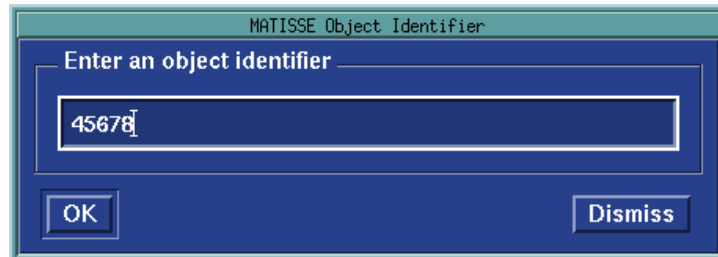 MATISSE Object Identifier
Enter an object identifier
45678
OK Dismiss